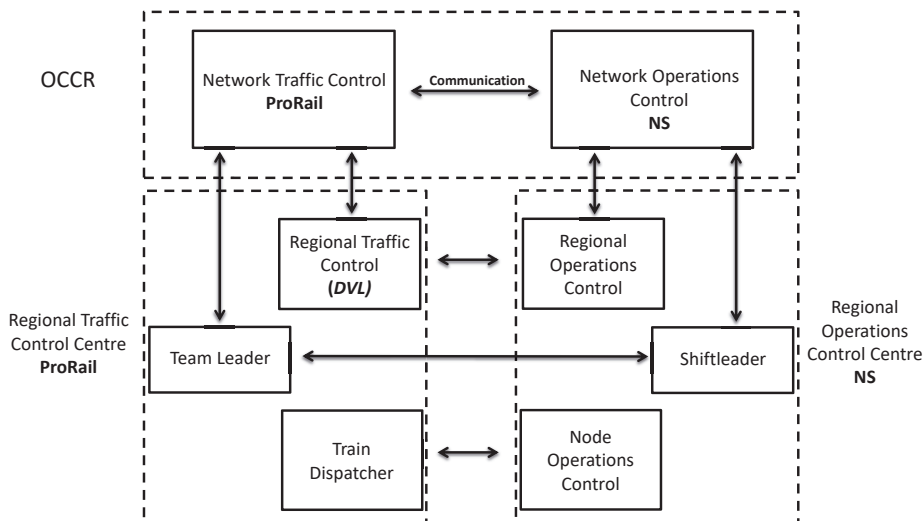 OCCR
Network Traffic Control
ProRail
Communication
Network Operations
Control
NS
Regional Traffic
Control
(DVL)
Regional
Operations
Control
Regional Traffic
Control Centre
ProRail
Team Leader
Shiftleader
Regional
Operations
Control Centre
NS
Train
Dispatcher
Node
Operations
Control